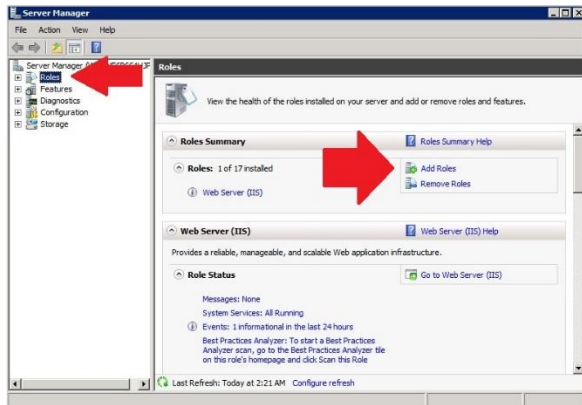 Server Manager
File Action View Help
Server Manager
Roles
Features
Diagnostics
Configuration
Storage
Roles
View the health of the roles installed on your server and add or remove roles and features.
Roles Summary
Roles Summary Help
Roles: 1 of 17 installed
Add Roles
Remove Roles
Web Server (IIS)
Web Server (IIS)
Web Server (IIS) Help
Provides a reliable, manageable, and scalable Web application infrastructure.
Role Status
Go to Web Server (IIS)
Messages: None
System Services: All Running
Events: 1 informational in the last 24 hours
Best Practices Analyzer: To start a Best Practices
Analyzer scan, go to the Best Practices Analyzer tile
on this role's homepage and click Scan this Role
Last Refresh: Today at 2:21 AM Configure refresh